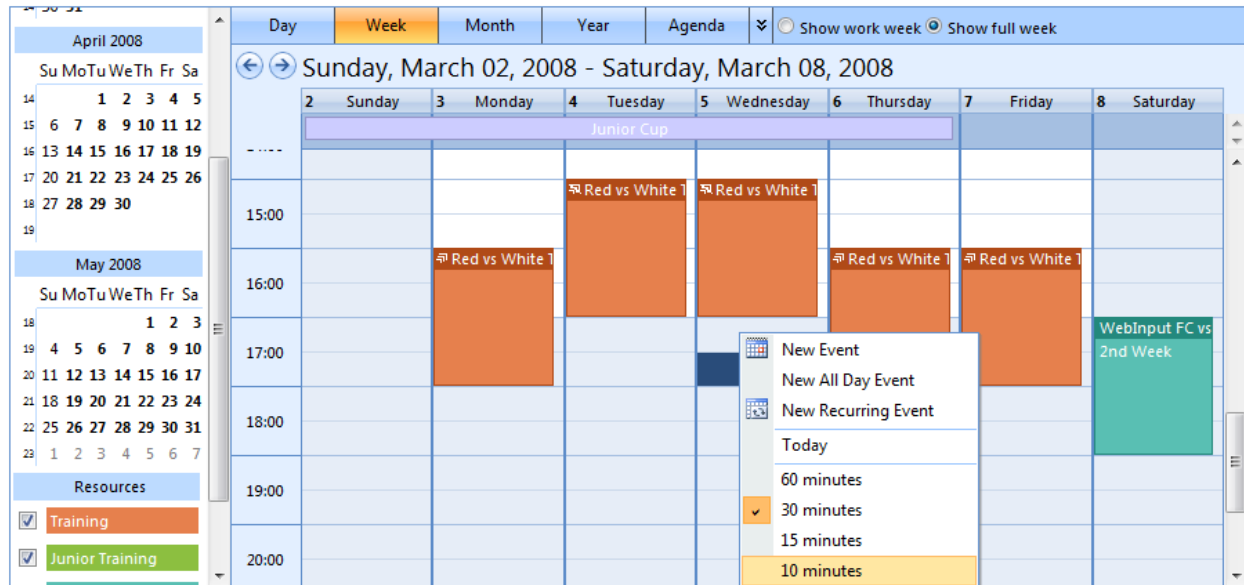 24 30 31
April 2008
Su Mo Tu We Th Fr Sa
14 1 2 3 4 5
15 6 7 8 9 10 11 12
16 13 14 15 16 17 18 19
17 20 21 22 23 24 25 26
18 27 28 29 30
19
May 2008
Su Mo Tu We Th Fr Sa
18 1 2 3
19 4 5 6 7 8 9 10
20 11 12 13 14 15 16 17
21 18 19 20 21 22 23 24
22 25 26 27 28 29 30 31
23 1 2 3 4 5 6 7
Resources
Training
Junior Training
Day Week Month Year Agenda Show work week Show full week
Sunday, March 02, 2008 - Saturday, March 08, 2008
2 Sunday 3 Monday 4 Tuesday 5 Wednesday 6 Thursday 7 Friday 8 Saturday
Junior Cup
Red vs White T Red vs White T
15:00
Red vs White T Red vs White T Red vs White T
16:00
WebInput FC vs
17:00
2nd Week
18:00
19:00
20:00
New Event
New All Day Event
New Recurring Event
Today
60 minutes
30 minutes
15 minutes
10 minutes